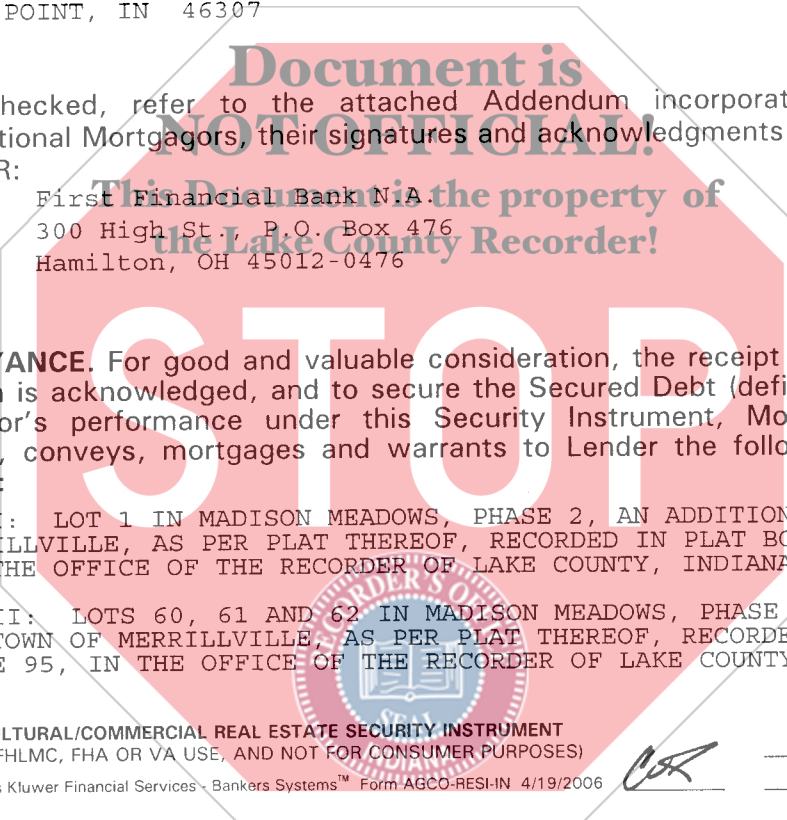 POINT, IN 46307
Document is
hecked, refer to the attached Addendum incorporat
NOT OFFICIAL!
tional Mortgagors, their signatures and acknowledgments
R:
This Document is the property of
First Financial Bank N.A.
300 High St., P.O. Box 476
the Lake County Recorder!
Hamilton, OH 45012-0476
STOP
YANCE. For good and valuable consideration, the receipt
n is acknowledged, and to secure the Secured Debt (defi
or's performance under this Security Instrument, Mo
, conveys, mortgages and warrants to Lender the follo
:
I: LOT 1 IN MADISON MEADOWS, PHASE 2, AN ADDITION
ILLVILLE, AS PER PLAT THEREOF, RECORDED IN PLAT BO
THE OFFICE OF THE RECORDER OF LAKE COUNTY, INDIANA
II: LOTS 60, 61 AND 62 IN MADISON MEADOWS, PHASE
TOWN OF MERRILLVILLE, AS PER PLAT THEREOF, RECORDE
E 95, IN THE OFFICE OF THE RECORDER OF LAKE COUNTY
RECORDER'S OFFICE
SEAL
INDIANA
LTURAL/COMMERCIAL REAL ESTATE SECURITY INSTRUMENT
FHLMC, FHA OR VA USE, AND NOT FOR CONSUMER PURPOSES)
s Kluwer Financial Services - Bankers Systems™ Form AGCO-RESI-IN 4/19/2006